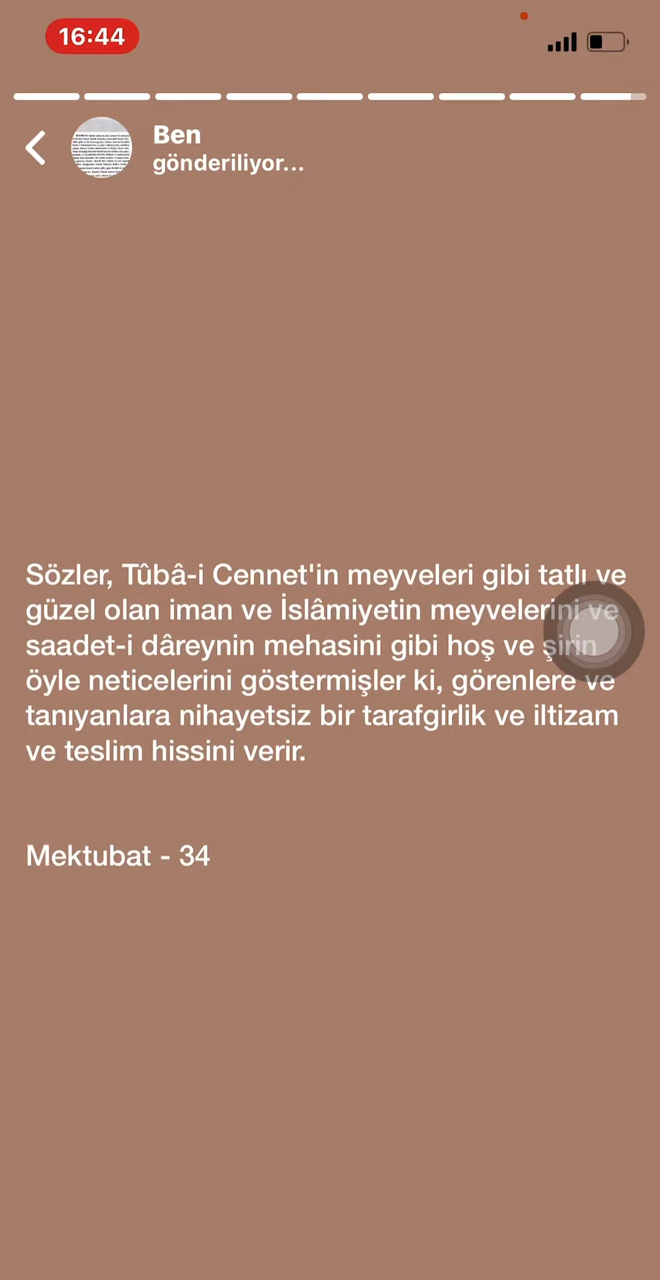 16:44
Ben
gönderiliyor...
Sözler, Tûbâ-i Cennet'in meyveleri gibi tatlı ve
güzel olan iman ve İslâmiyetin meyvelerini ve
saadet-i dâreynin mehasini gibi hoş ve şirin
öyle neticelerini göstermişler ki, görenlere ve
tanıyanlara nihayetsiz bir tarafgirlik ve iltizam
ve teslim hissini verir.
Mektubat - 34